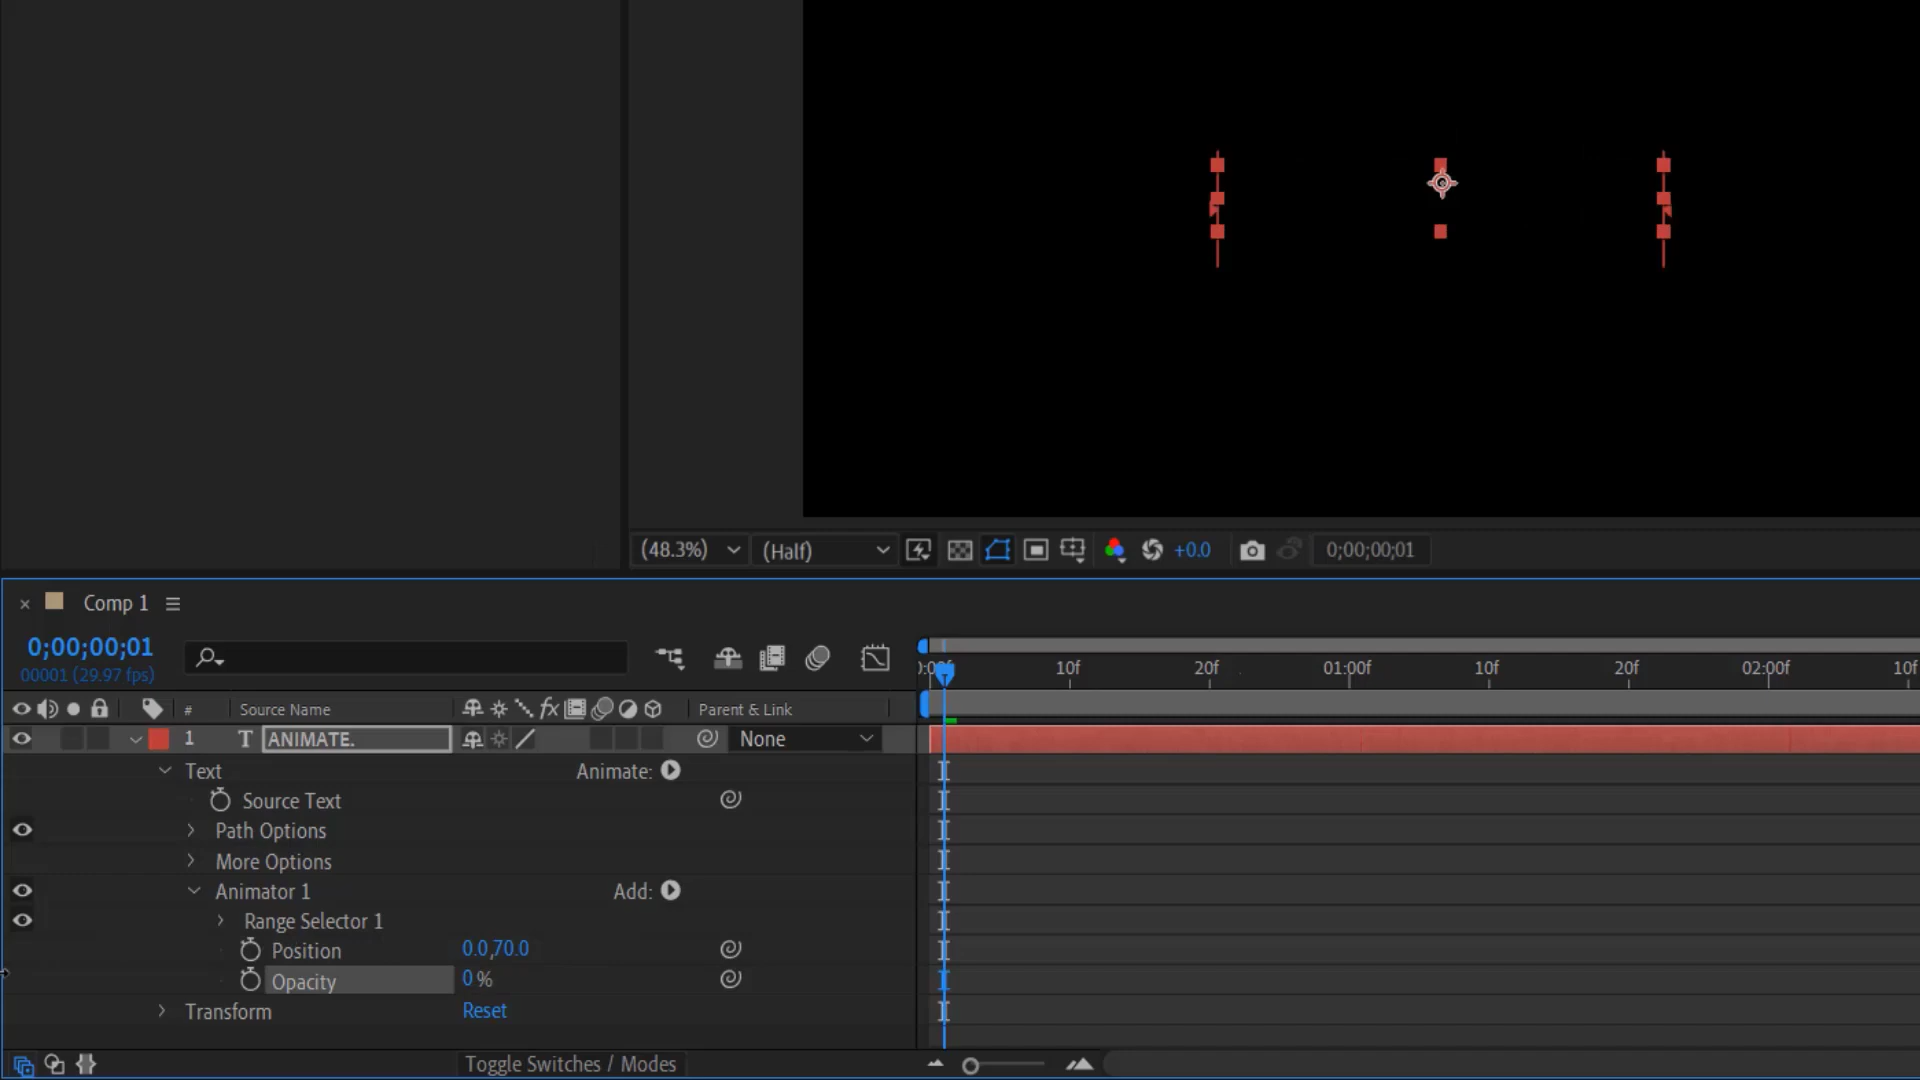 (48.3%) (Half) +0.0 0;00;00;01
× Comp 1
0;00;00;01
00001 (29.97 fps)
10f 20f 01:00f 10f 20f 02:00f 10f
# Source Name Parent & Link
1 T ANIMATE. None
Text Animate:
Source Text
Path Options
More Options
Animator 1 Add:
Range Selector 1
Position 0.0,70.0
Opacity 0 %
Transform Reset
Toggle Switches / Modes